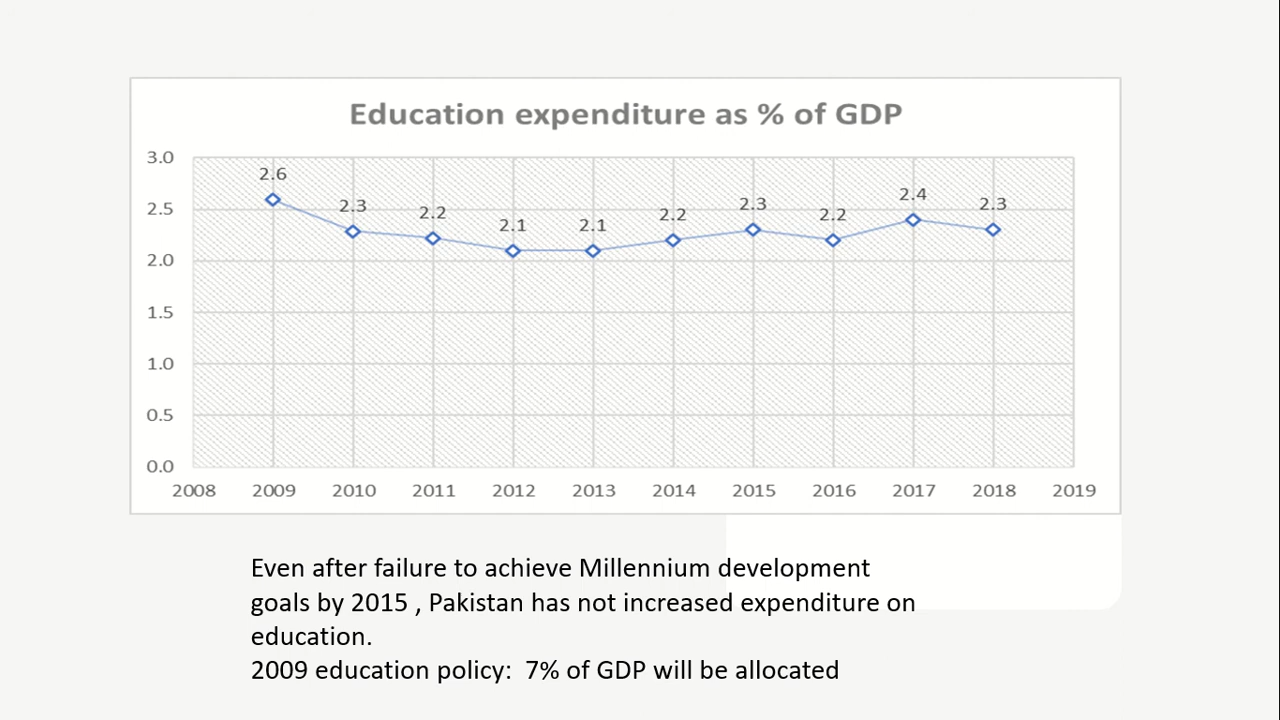 Education expenditure as % of GDP
3.0
2.5
2.0
1.5
1.0
0.5
0.0
2.6
2.3
2.2
2.1
2.1
2.2
2.3
2.2
2.4
2.3
2008 2009 2010 2011 2012 2013 2014 2015 2016 2017 2018 2019
Even after failure to achieve Millennium development
goals by 2015 , Pakistan has not increased expenditure on
education.
2009 education policy:  7% of GDP will be allocated